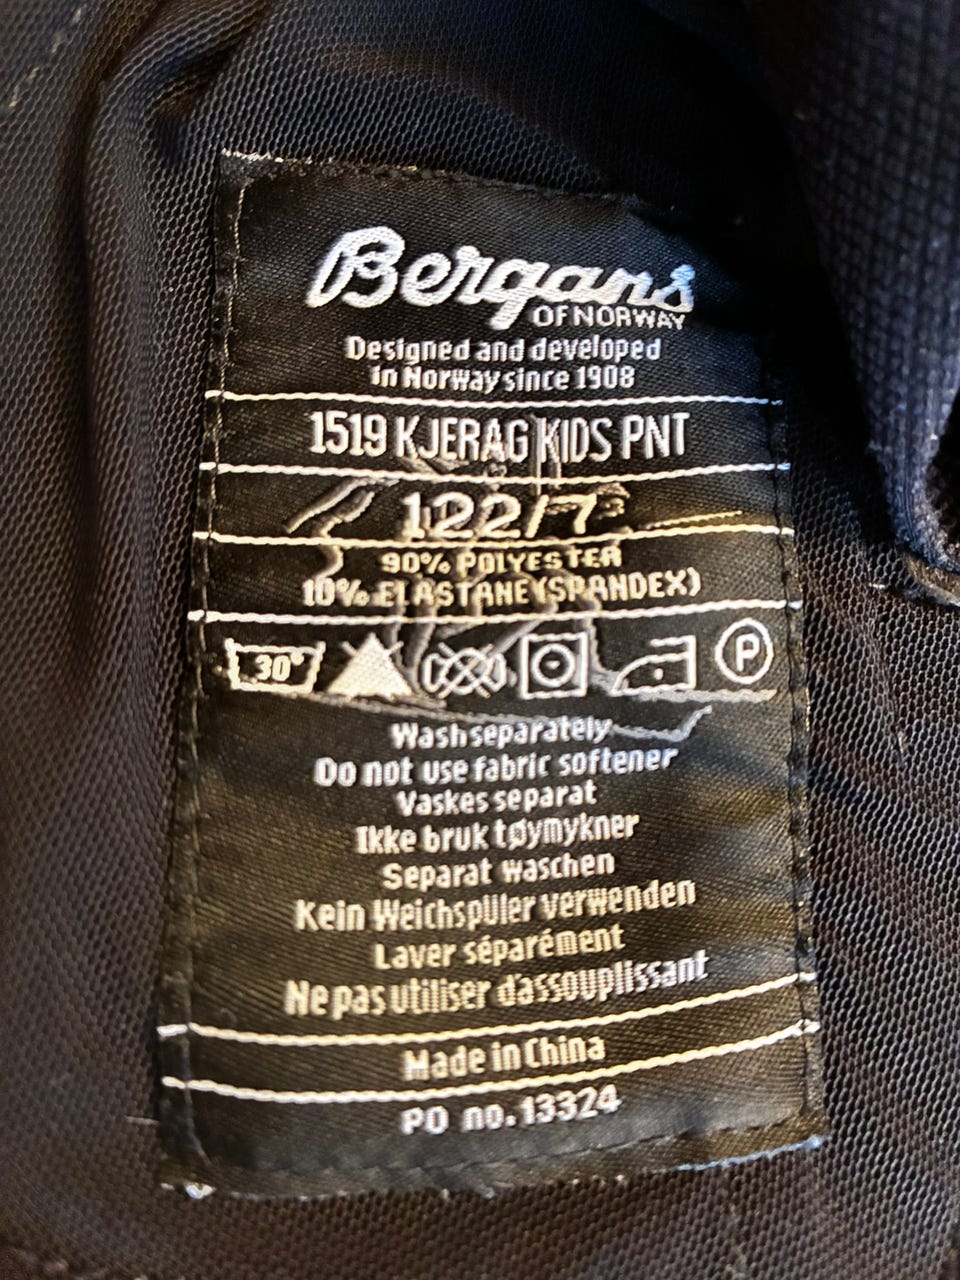 Bergans
OF NORWAY
Designed and developed
in Norway since 1908
1519 KJERAG KIDS PNT
122/7
90% POLYESTER
10% ELASTANE(SPANDEX)
30° P
Wash separately
Do not use fabric softener
Vaskes separat
Ikke bruk tøymykner
Separat waschen
Kein Weichspüler verwenden
Laver séparément
Ne pas utiliser d'assouplissant
Made in China
PO no.13324